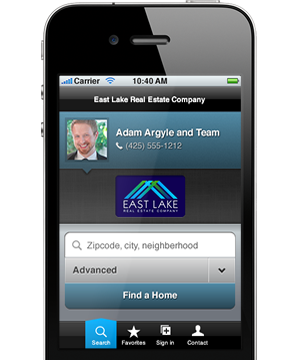 Carrier 10:40 AM
East Lake Real Estate Company
Adam Argyle and Team
(425) 555-1212
EAST LAKE
REAL ESTATE COMPANY
Zipcode, city, neighborhood
Advanced
Find a Home
Search Favorites Sign in Contact